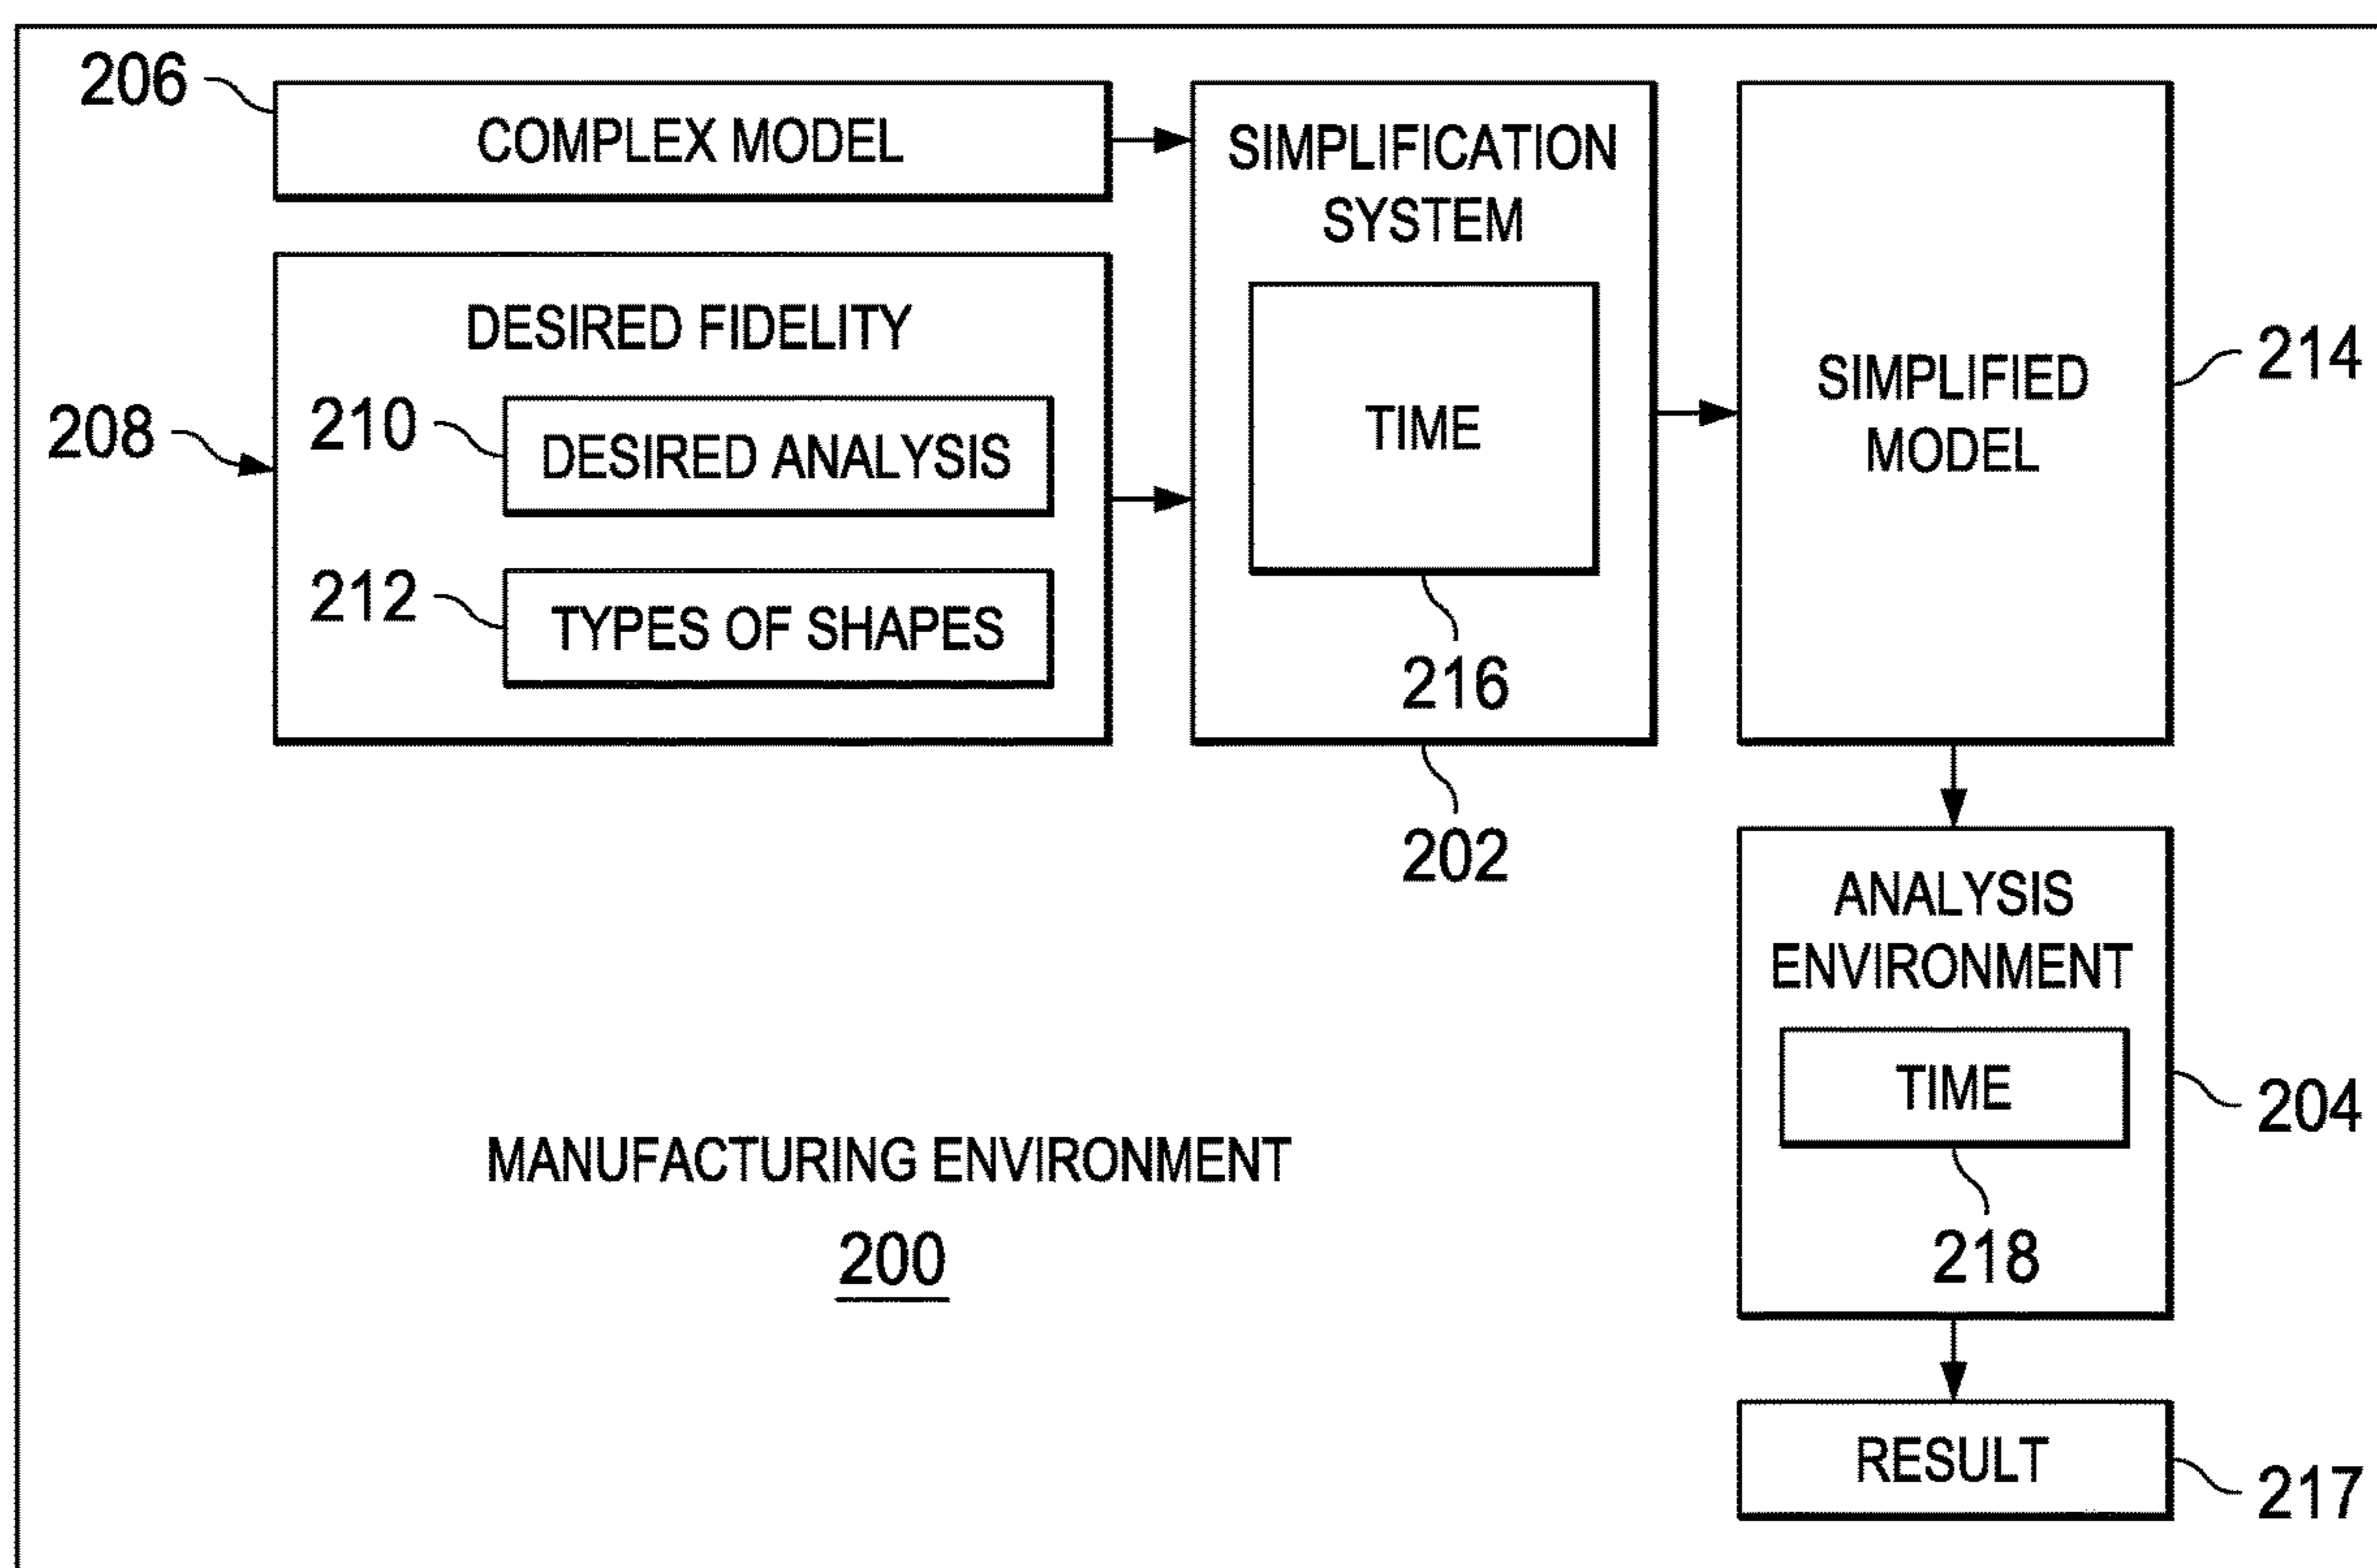 206
COMPLEX MODEL
DESIRED FIDELITY
208
210
DESIRED ANALYSIS
212
TYPES OF SHAPES
SIMPLIFICATION
SYSTEM
TIME
216
202
SIMPLIFIED
MODEL
214
ANALYSIS
ENVIRONMENT
TIME
204
218
MANUFACTURING ENVIRONMENT
200
RESULT
217